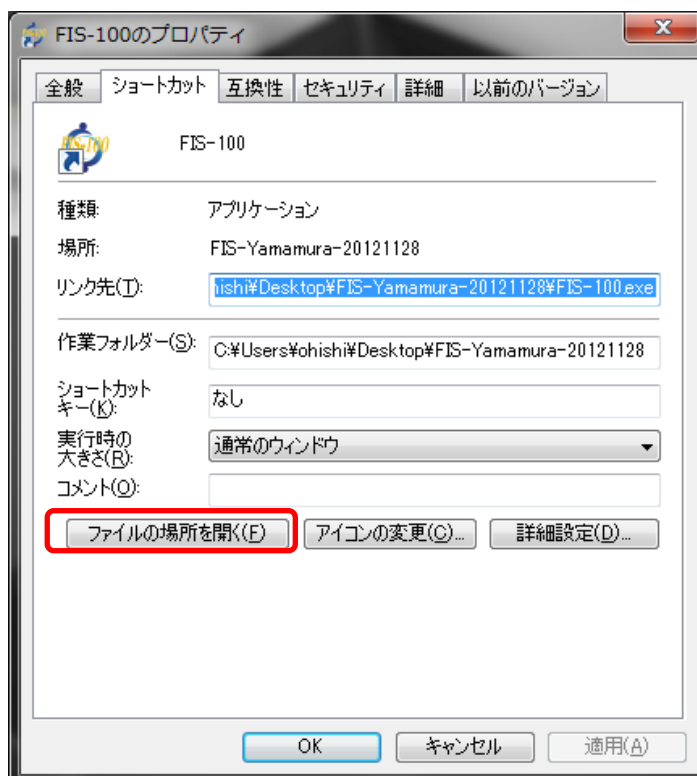 FIS-100のプロパティ
全般 ショートカット 互換性 セキュリティ 詳細 以前のバージョン
FIS-100 FIS-100
種類: アプリケーション
場所: FIS-Yamamura-20121128
リンク先(T): hishi¥Desktop¥FIS-Yamamura-20121128¥FIS-100.exe
作業フォルダー(S): C:¥Users¥ohishi¥Desktop¥FIS-Yamamura-20121128
ショートカット
キー(K): なし
実行時の
大きさ(R): 通常のウィンドウ
コメント(O):
ファイルの場所を開く(F) アイコンの変更(C)... 詳細設定(D)...
OK キャンセル 適用(A)